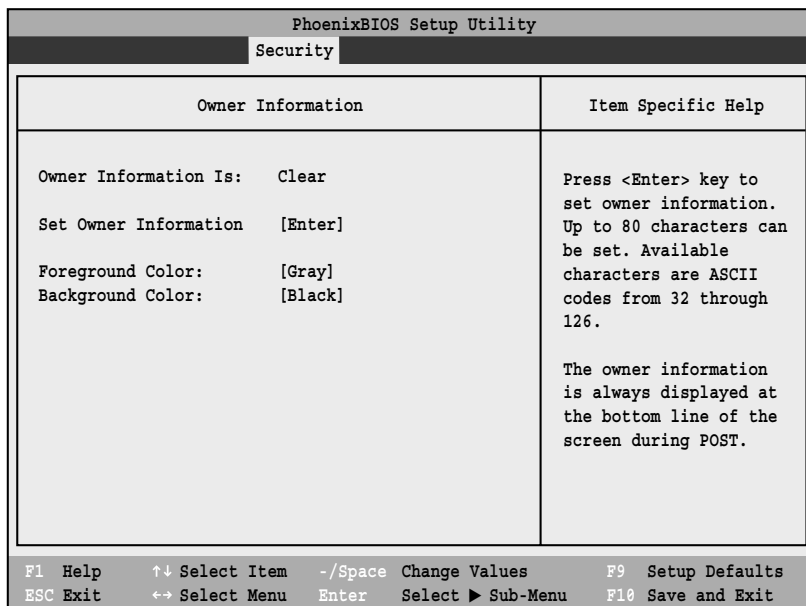 PhoenixBIOS Setup Utility
Security
Owner Information
Item Specific Help
Owner Information Is: Clear
Set Owner Information [Enter]
Foreground Color: [Gray]
Background Color: [Black]
Press <Enter> key to
set owner information.
Up to 80 characters can
be set. Available
characters are ASCII
codes from 32 through
126.
The owner information
is always displayed at
the bottom line of the
screen during POST.
F1 Help ↑↓ Select Item -/Space Change Values F9 Setup Defaults
ESC Exit ←→ Select Menu Enter Select ▶ Sub-Menu F10 Save and Exit